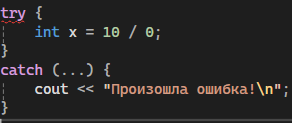 try {
    int x = 10 / 0;
}
catch (...) {
    cout << "Произошла ошибка!\n";
}